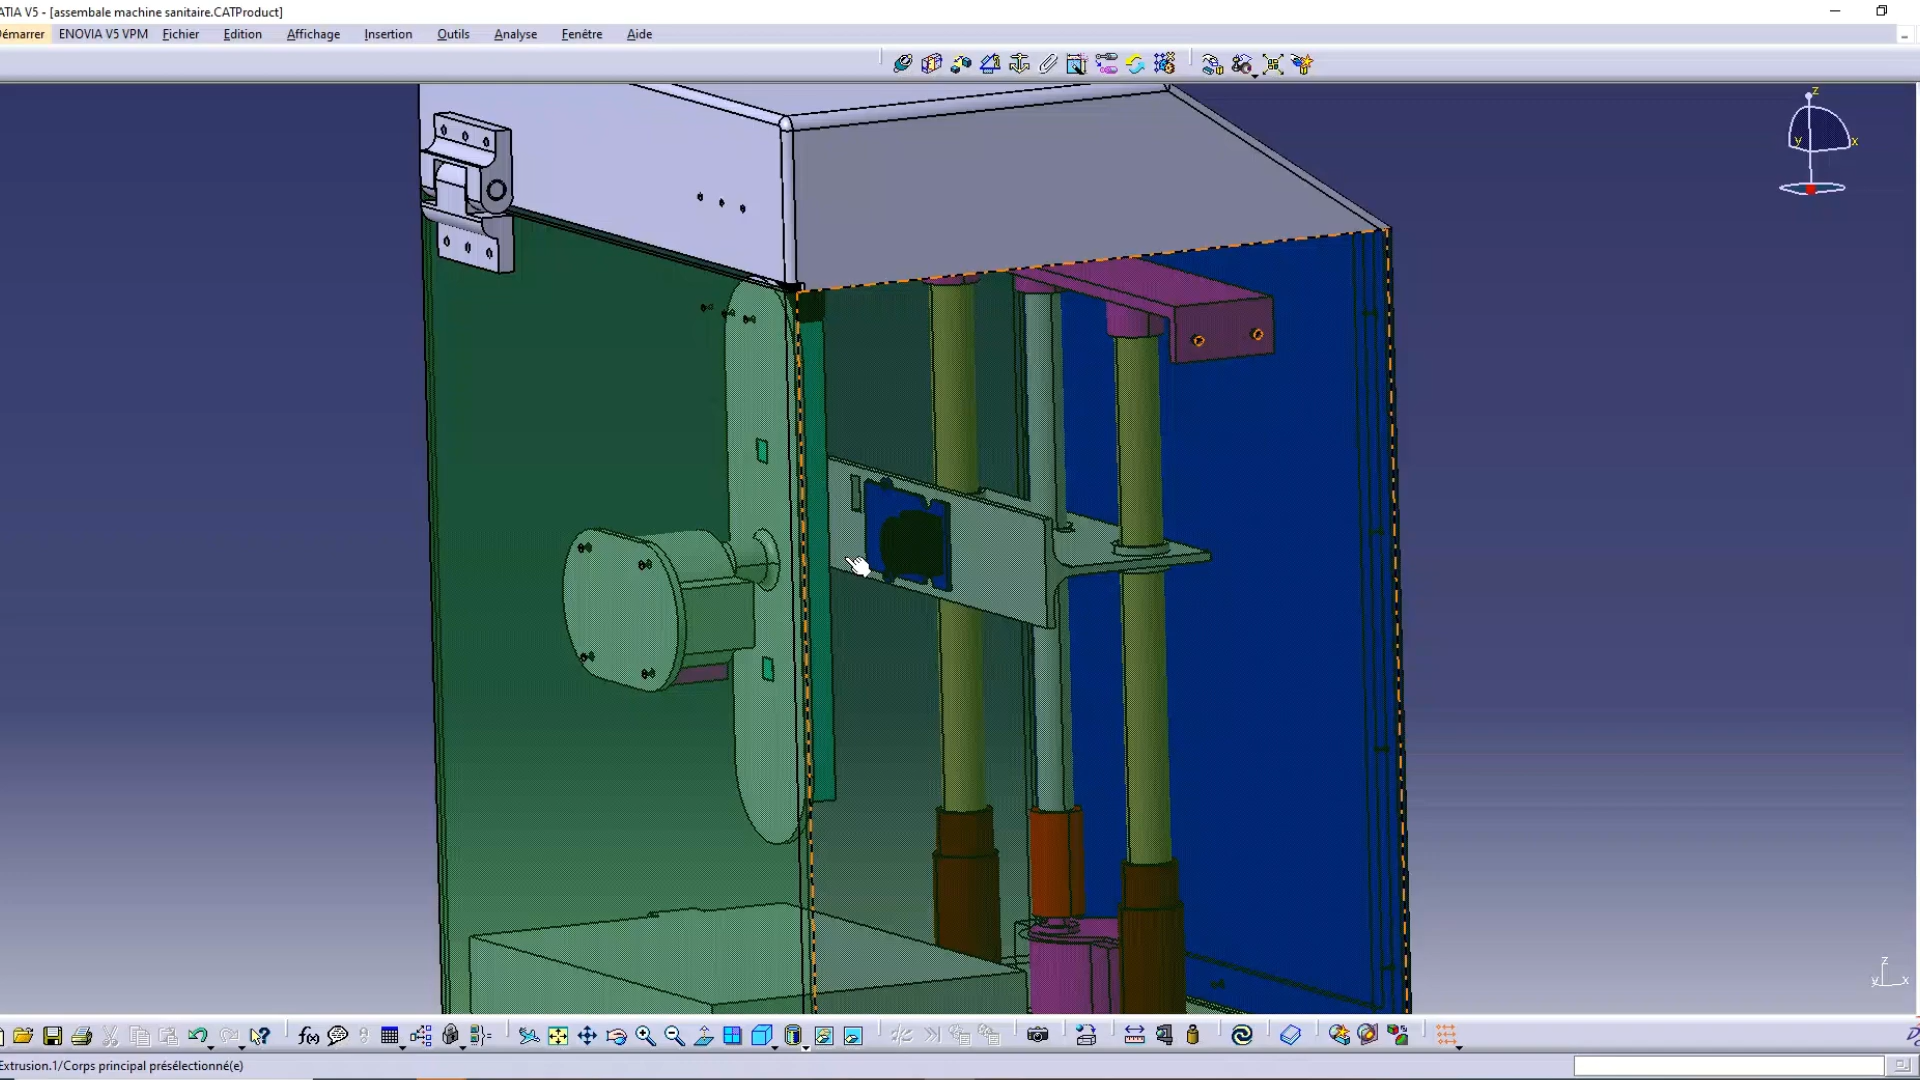 ATIA V5 - [assembale machine sanitaire.CATProduct]
Démarrer ENOVIA V5 VPM Fichier Edition Affichage Insertion Outils Analyse Fenêtre Aide
z
y x
z
y x
f(x)
Extrusion.1/Corps principal présélectionné(e)